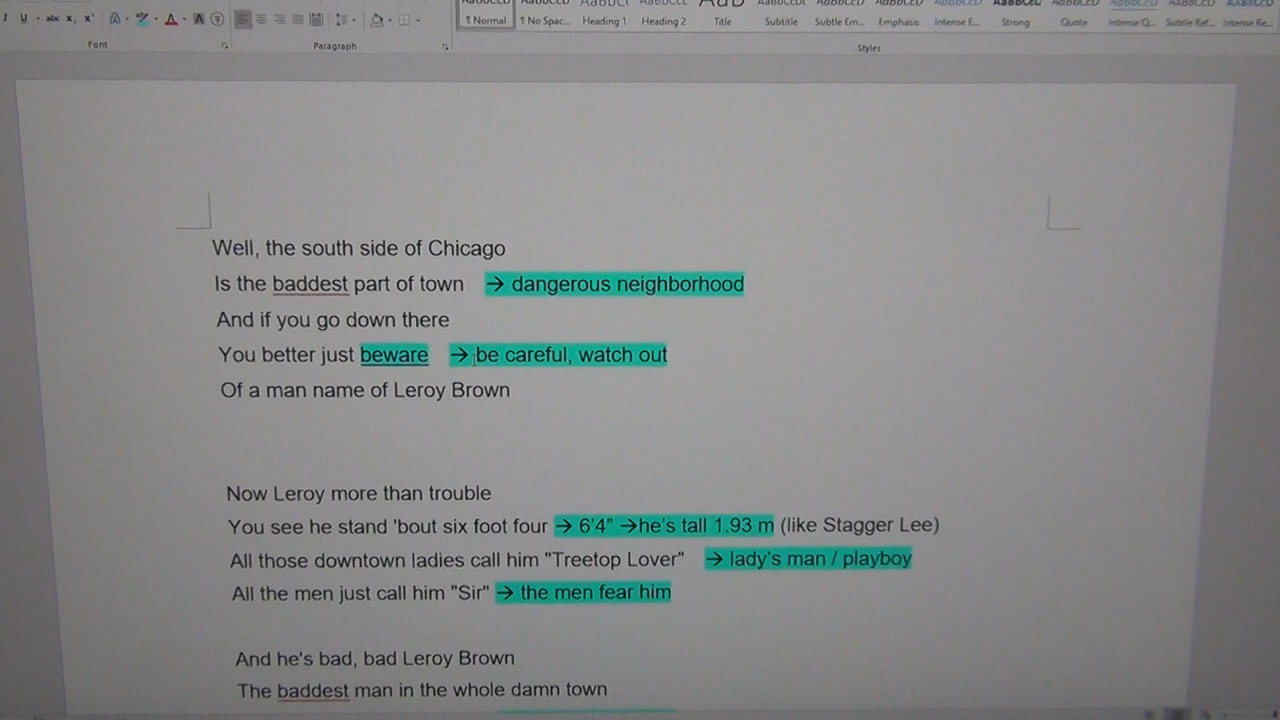 Font
Paragraph
Styles
¶ Normal
¶ No Spac...
Heading 1
Heading 2
Title
Subtitle
Subtle Em...
Emphasis
Intense E...
Strong
Quote
Intense Q...
Subtle Ref...
Intense Re...
Well, the south side of Chicago
Is the baddest part of town → dangerous neighborhood
And if you go down there
You better just beware → be careful, watch out
Of a man name of Leroy Brown
Now Leroy more than trouble
You see he stand 'bout six foot four → 6'4" →he's tall 1.93 m (like Stagger Lee)
All those downtown ladies call him "Treetop Lover" → lady's man / playboy
All the men just call him "Sir" → the men fear him
And he's bad, bad Leroy Brown
The baddest man in the whole damn town